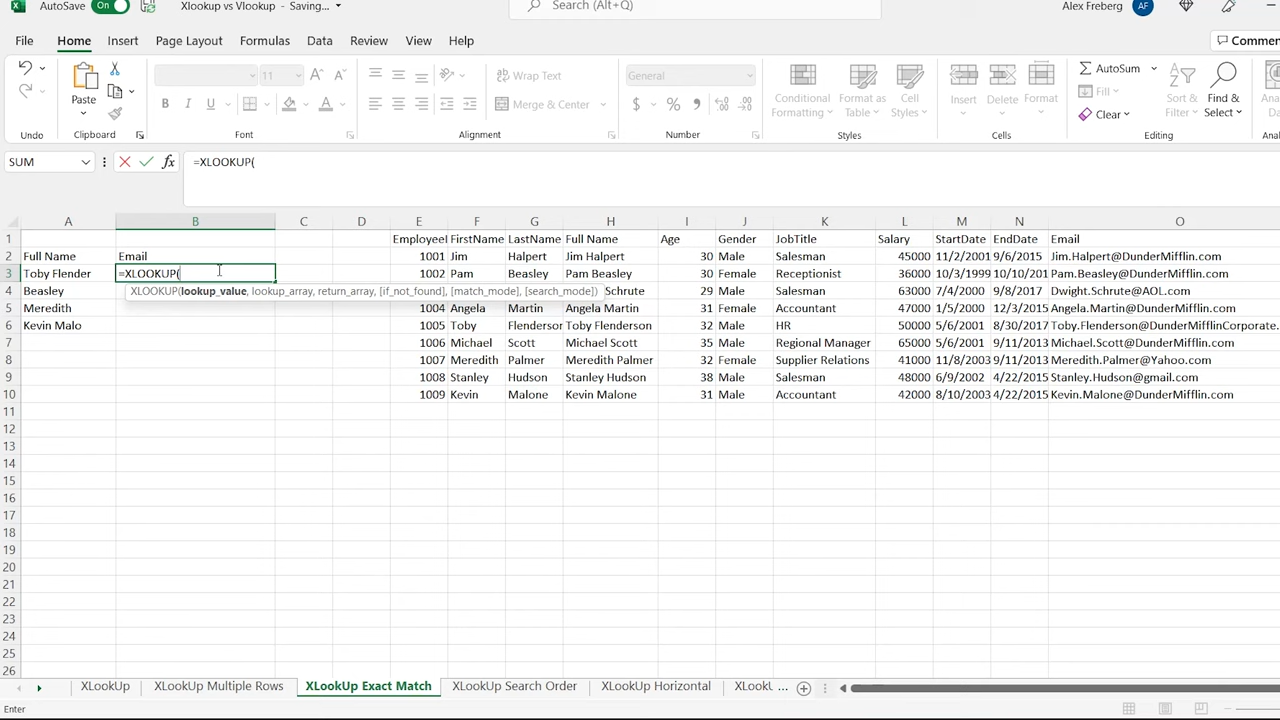 AutoSave On Xlookup vs Vlookup - Saving... Search (Alt+Q) Alex Freberg AF
File Home Insert Page Layout Formulas Data Review View Help
Paste 11 Wrap Text General Conditional Formatting Format as Table Cell Styles Insert Delete Format AutoSum Sort & Filter Find & Select
Merge & Center $ % Fill Clear
Undo Clipboard Font Alignment Number Styles Cells Editing
SUM fx =XLOOKUP(
A B C D E F G H I J K L M N O
1 EmployeeI FirstName LastName Full Name Age Gender JobTitle Salary StartDate EndDate Email
2 Full Name Email 1001 Jim Halpert Jim Halpert 30 Male Salesman 45000 11/2/2001 9/6/2015 Jim.Halpert@DunderMifflin.com
3 Toby Flender =XLOOKUP( 1002 Pam Beasley Pam Beasley 30 Female Receptionist 36000 10/3/1999 10/10/201 Pam.Beasley@DunderMifflin.com
4 Beasley XLOOKUP(lookup_value, lookup_array, return_array, [if_not_found], [match_mode], [search_mode]) Schrute 29 Male Salesman 63000 7/4/2000 9/8/2017 Dwight.Schrute@AOL.com
5 Meredith 1004 Angela Martin Angela Martin 31 Female Accountant 47000 1/5/2000 12/3/2015 Angela.Martin@DunderMifflin.com
6 Kevin Malo 1005 Toby Flenderson Toby Flenderson 32 Male HR 50000 5/6/2001 8/30/2017 Toby.Flenderson@DunderMifflinCorporate.
7 1006 Michael Scott Michael Scott 35 Male Regional Manager 65000 5/6/2001 9/11/2013 Michael.Scott@DunderMifflin.com
8 1007 Meredith Palmer Meredith Palmer 32 Female Supplier Relations 41000 11/8/2003 9/11/2013 Meredith.Palmer@Yahoo.com
9 1008 Stanley Hudson Stanley Hudson 38 Male Salesman 48000 6/9/2002 4/22/2015 Stanley.Hudson@gmail.com
10 1009 Kevin Malone Kevin Malone 31 Male Accountant 42000 8/10/2003 4/22/2015 Kevin.Malone@DunderMifflin.com
11
12
13
14
15
16
17
18
19
20
21
22
23
24
25
26
XLookUp XLookUp Multiple Rows XLookUp Exact Match XLookUp Search Order XLookUp Horizontal ...
Enter